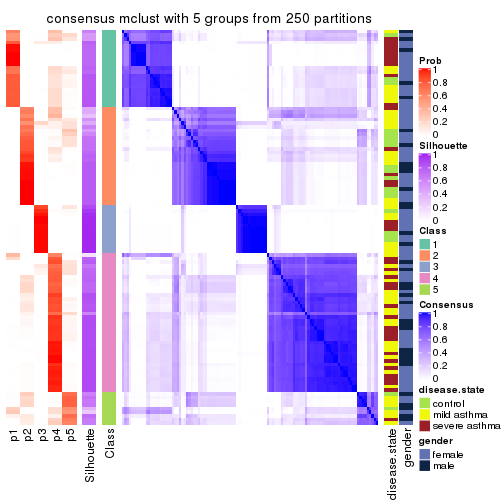 consensus mclust with 5 groups from 250 partitions
Prob
1
0.8
0.6
0.4
0.2
0
Silhouette
1
0.8
0.6
0.4
0.2
0
Class
1
2
3
4
5
Consensus
1
0.8
0.6
0.4
0.2
0
disease.state
control
mild asthma
severe asthma
gender
female
male
p1
p2
p3
p4
p5
Silhouette
Class
disease.state
gender